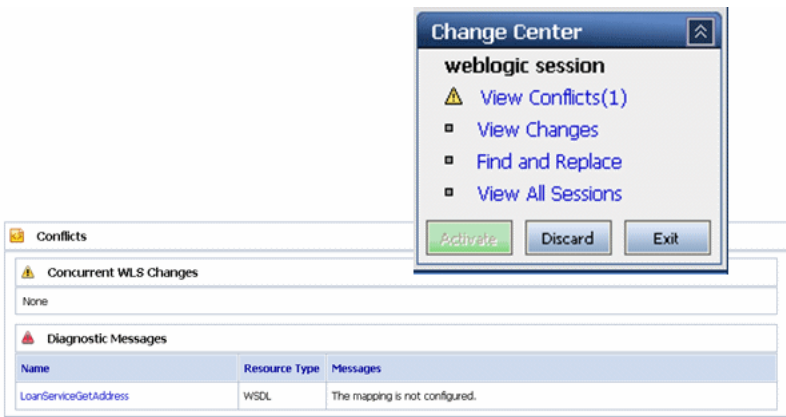 Change Center
weblogic session
View Conflicts(1)
View Changes
Find and Replace
View All Sessions
Activate Discard Exit
Conflicts
Concurrent WLS Changes
None
Diagnostic Messages
Name Resource Type Messages
LoanServiceGetAddress WSDL The mapping is not configured.